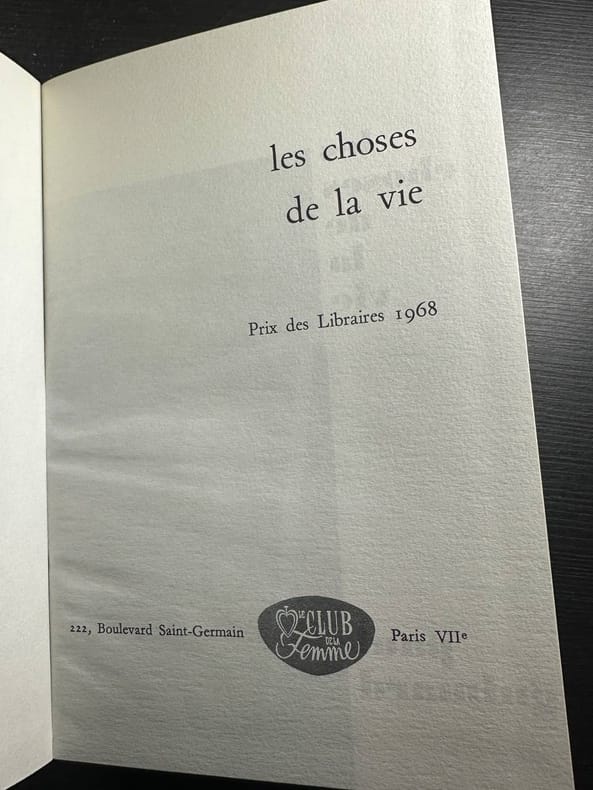 les choses
de la vie
Prix des Libraires 1968
222, Boulevard Saint-Germain
LE CLUB
DE LA
Femme
Paris VIIe